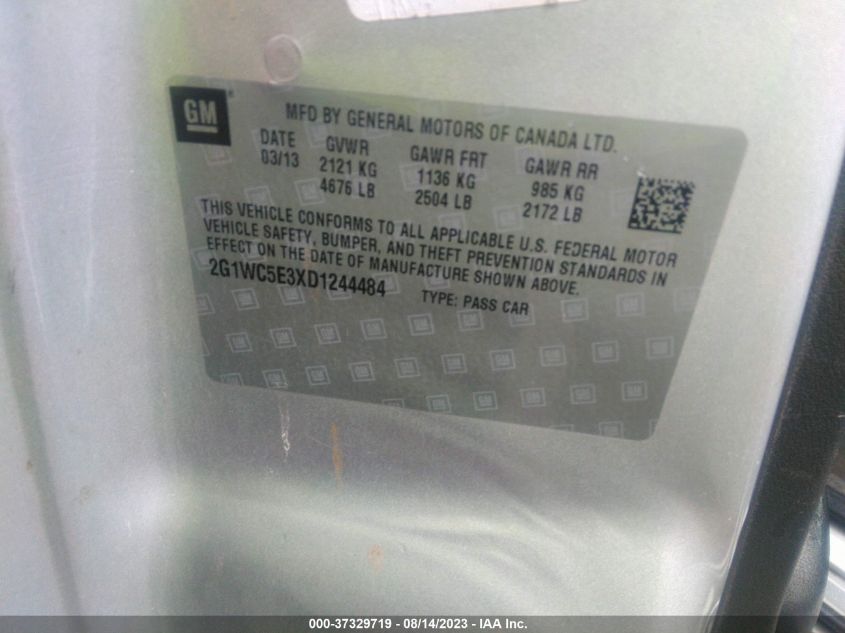 GM
MFD BY GENERAL MOTORS OF CANADA LTD.
DATE GVWR GAWR FRT GAWR RR
03/13 2121 KG 1136 KG 985 KG
4676 LB 2504 LB 2172 LB
THIS VEHICLE CONFORMS TO ALL APPLICABLE U.S. FEDERAL MOTOR
VEHICLE SAFETY, BUMPER, AND THEFT PREVENTION STANDARDS IN
EFFECT ON THE DATE OF MANUFACTURE SHOWN ABOVE.
2G1WC5E3XD1244484 TYPE: PASS CAR
000-37329719 - 08/14/2023 - IAA Inc.